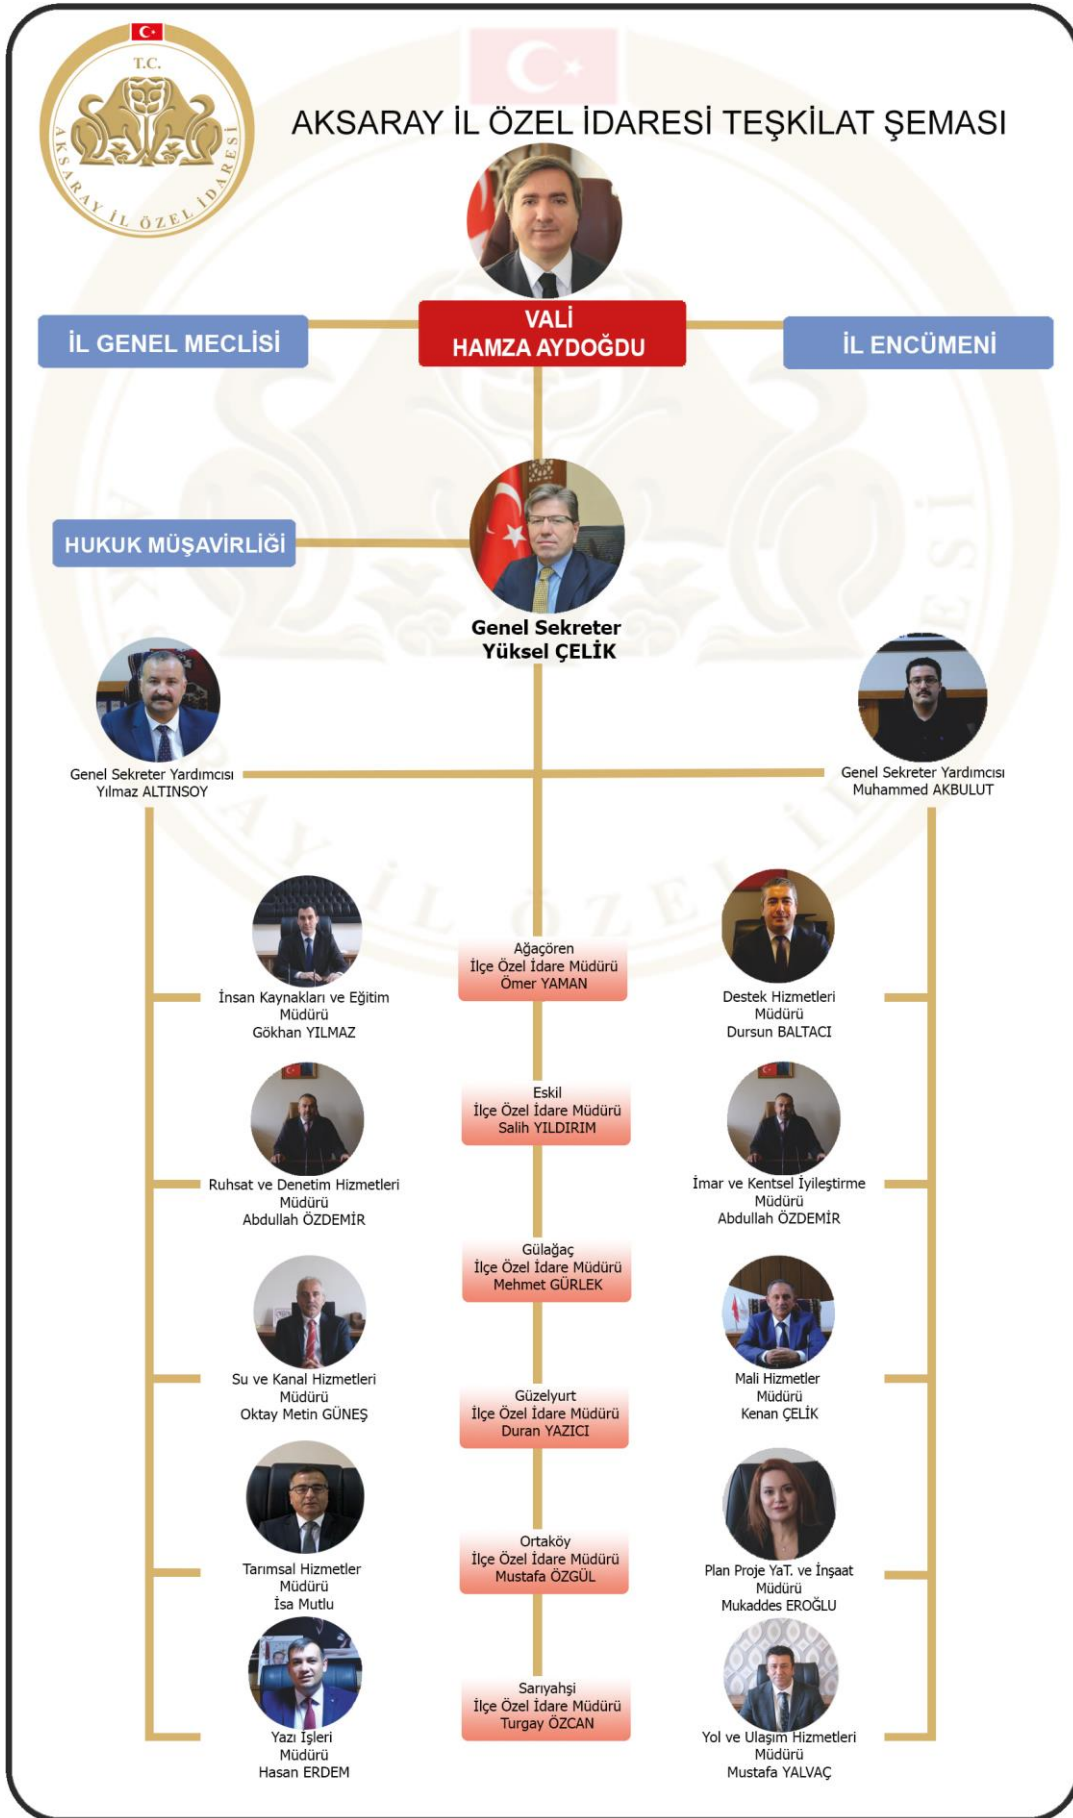 T.C.
AKSARAY İL ÖZEL İDARESİ
AKSARAY İL ÖZEL İDARESİ TEŞKİLAT ŞEMASI
VALİ
HAMZA AYDOĞDU
İL GENEL MECLİSİ
İL ENCÜMENİ
HUKUK MÜŞAVİRLİĞİ
Genel Sekreter
Yüksel ÇELİK
Genel Sekreter Yardımcısı
Yılmaz ALTINSOY
Genel Sekreter Yardımcısı
Muhammed AKBULUT
İnsan Kaynakları ve Eğitim
Müdürü
Gökhan YILMAZ
Ağaçören
İlçe Özel İdare Müdürü
Ömer YAMAN
Destek Hizmetleri
Müdürü
Dursun BALTACI
Ruhsat ve Denetim Hizmetleri
Müdürü
Abdullah ÖZDEMİR
Eskil
İlçe Özel İdare Müdürü
Salih YILDIRIM
İmar ve Kentsel İyileştirme
Müdürü
Abdullah ÖZDEMİR
Su ve Kanal Hizmetleri
Müdürü
Oktay Metin GÜNEŞ
Gülağaç
İlçe Özel İdare Müdürü
Mehmet GÜRLEK
Mali Hizmetler
Müdürü
Kenan ÇELİK
Güzelyurt
İlçe Özel İdare Müdürü
Duran YAZICI
Tarımsal Hizmetler
Müdürü
İsa Mutlu
Ortaköy
İlçe Özel İdare Müdürü
Mustafa ÖZGÜL
Plan Proje YaT. ve İnşaat
Müdürü
Mukaddes EROĞLU
Yazı İşleri
Müdürü
Hasan ERDEM
Sarıyahşi
İlçe Özel İdare Müdürü
Turgay ÖZCAN
Yol ve Ulaşım Hizmetleri
Müdürü
Mustafa YALVAÇ
AKSARAY İL ÖZEL İDARESİ